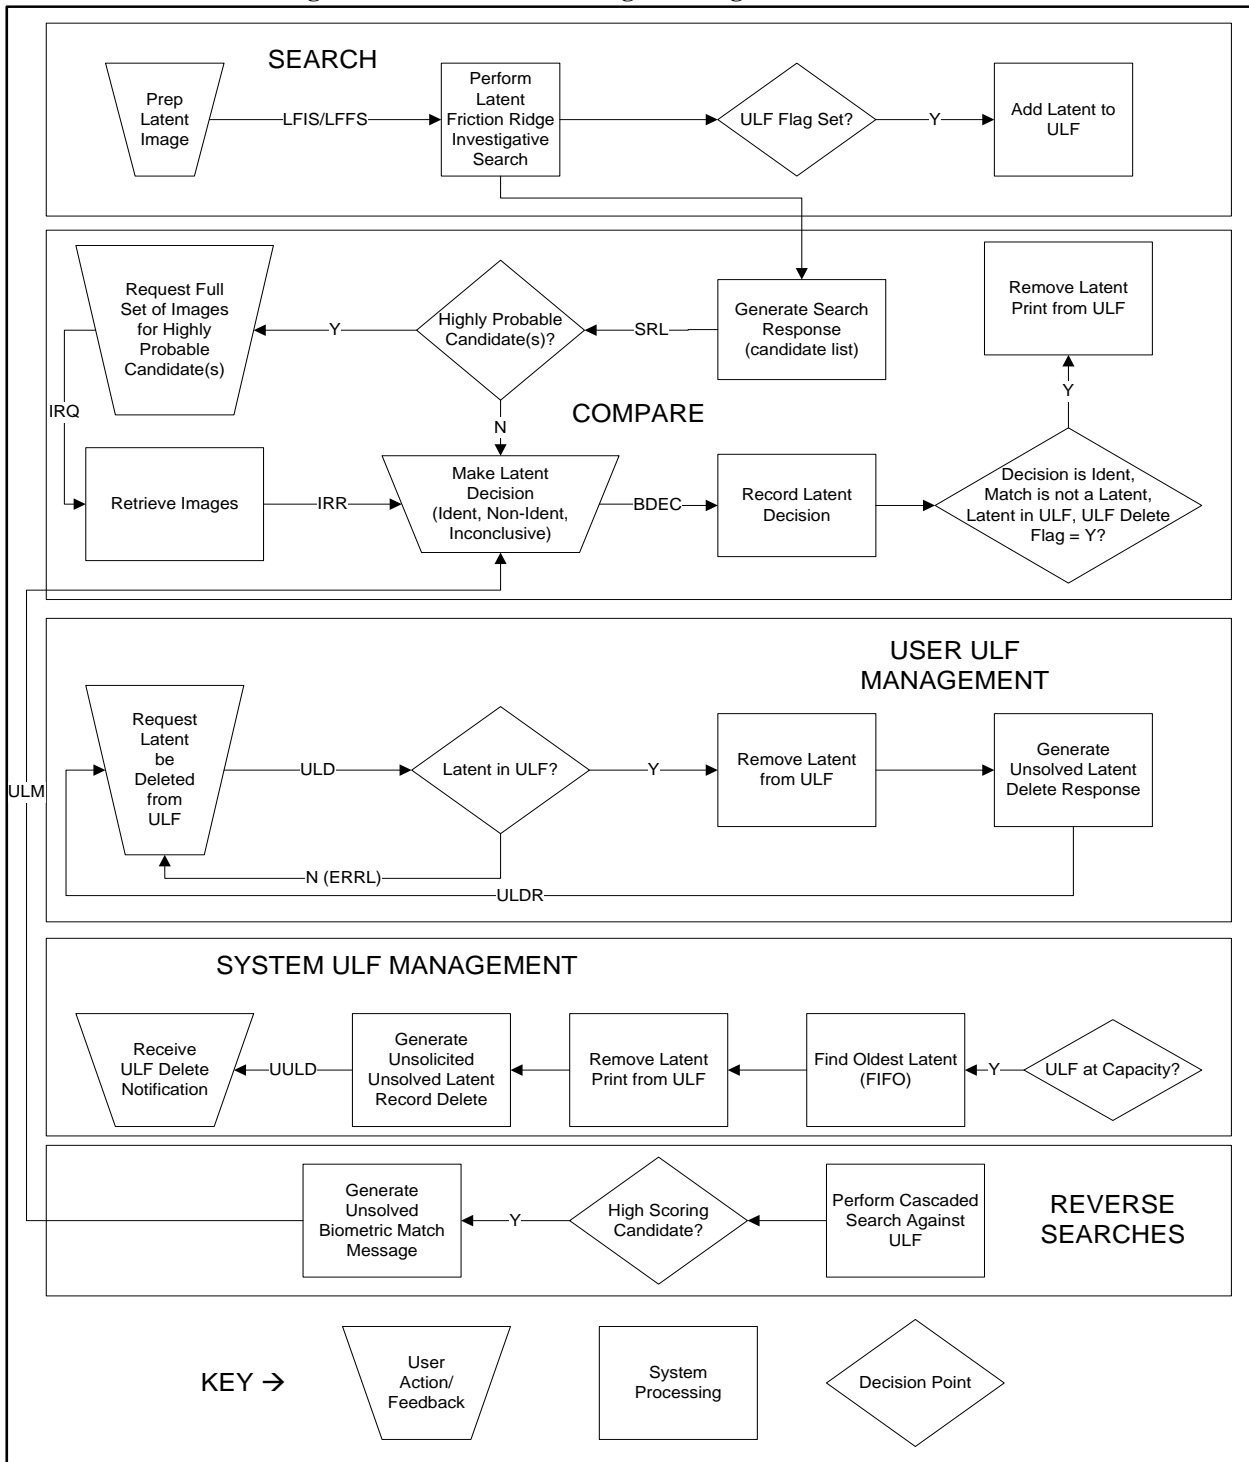 SEARCH
Prep
Latent
Image
LFIS/LFFS
Perform
Latent
Friction Ridge
Investigative
Search
ULF Flag Set?
Y
Add Latent to
ULF
Request Full
Set of Images
for Highly
Probable
Candidate(s)
Y
Highly Probable
Candidate(s)?
SRL
Generate Search
Response
(candidate list)
Remove Latent
Print from ULF
IRQ
N
COMPARE
Y
Retrieve Images
IRR
Make Latent
Decision
(Ident, Non-Ident,
Inconclusive)
BDEC
Record Latent
Decision
Decision is Ident,
Match is not a Latent,
Latent in ULF, ULF Delete
Flag = Y?
USER ULF
MANAGEMENT
Request
Latent
be
Deleted
from
ULF
ULD
Latent in ULF?
Y
Remove Latent
from ULF
Generate
Unsolved Latent
Delete Response
ULM
N (ERRL)
ULDR
SYSTEM ULF MANAGEMENT
Receive
ULF Delete
Notification
UULD
Generate
Unsolicited
Unsolved Latent
Record Delete
Remove Latent
Print from ULF
Find Oldest Latent
(FIFO)
Y
ULF at Capacity?
Generate
Unsolved
Biometric Match
Message
Y
High Scoring
Candidate?
Perform Cascaded
Search Against
ULF
REVERSE
SEARCHES
KEY →
User
Action/
Feedback
System
Processing
Decision Point